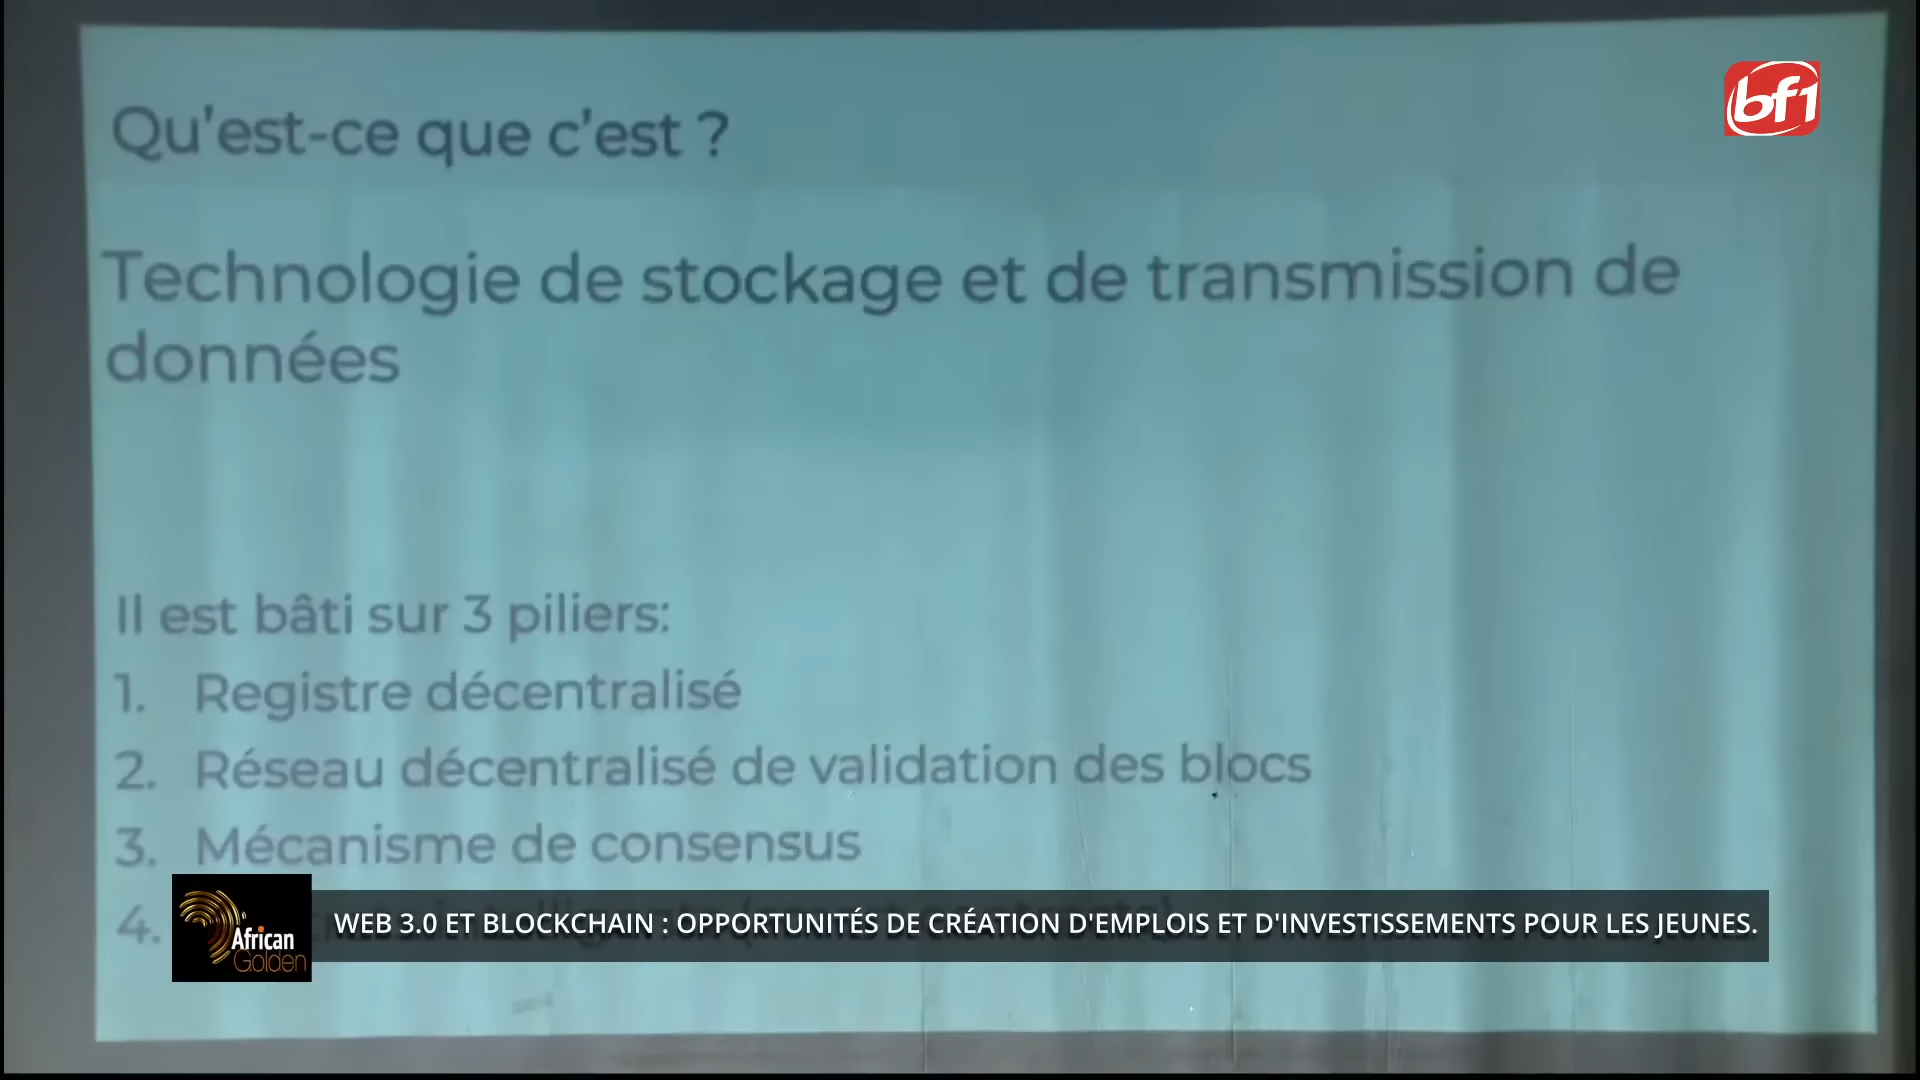 bf1
Qu'est-ce que c'est ?
Technologie de stockage et de transmission de
données
Il est bâti sur 3 piliers:
1. Registre décentralisé
2. Réseau décentralisé de validation des blocs
3. Mécanisme de consensus
4.
African
Golden
WEB 3.0 ET BLOCKCHAIN : OPPORTUNITÉS DE CRÉATION D'EMPLOIS ET D'INVESTISSEMENTS POUR LES JEUNES.